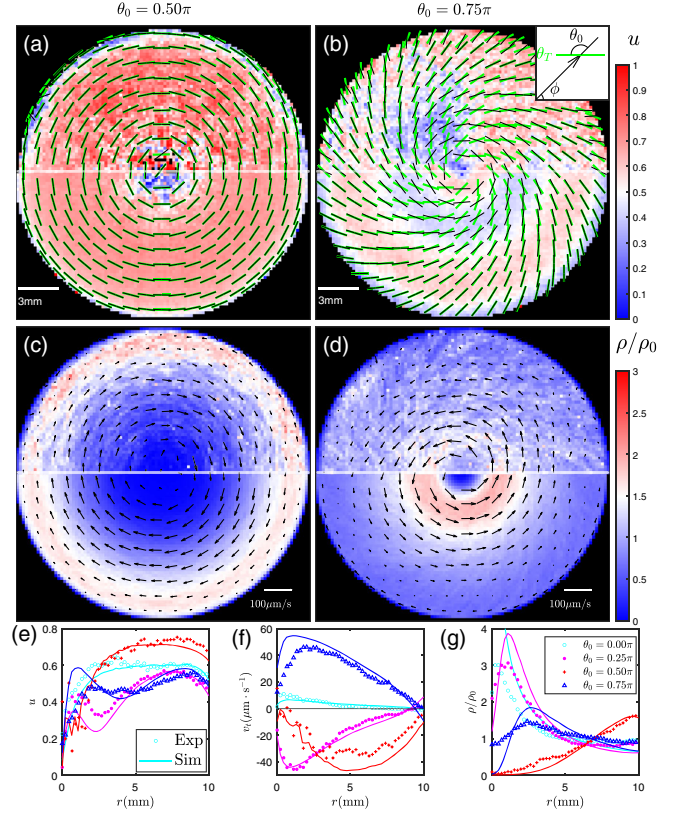 θ₀ = 0.50π θ₀ = 0.75π
(a) (b) θ₀ θ_T ϕ u
1
0.9
0.8
0.7
0.6
0.5
0.4
0.3
0.2
0.1
0
3mm 3mm
(c) (d) ρ/ρ₀
3
2.5
2
1.5
1
0.5
0
100μm/s 100μm/s
(e) (f) (g)
0.8
0.6
0.4
0.2
0
u
0 5 10
r(mm)
Exp
Sim
60
40
20
0
-20
-40
v_t(μm · s⁻¹)
0 5 10
r(mm)
4
3
2
1
0
ρ/ρ₀
0 5 10
r(mm)
θ₀ = 0.00π
θ₀ = 0.25π
θ₀ = 0.50π
θ₀ = 0.75π